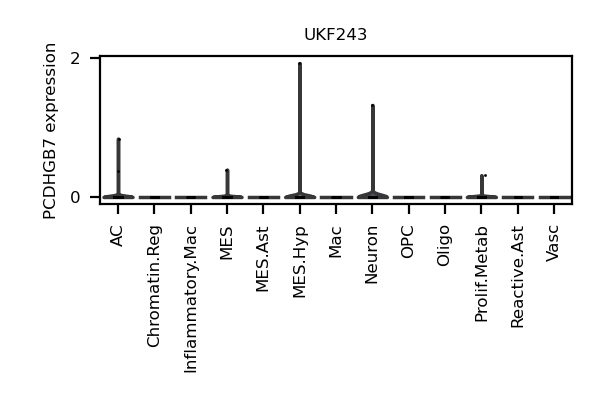 UKF243
PCDHGB7 expression
2
0
AC
Chromatin.Reg
Inflammatory.Mac
MES
MES.Ast
MES.Hyp
Mac
Neuron
OPC
Oligo
Prolif.Metab
Reactive.Ast
Vasc